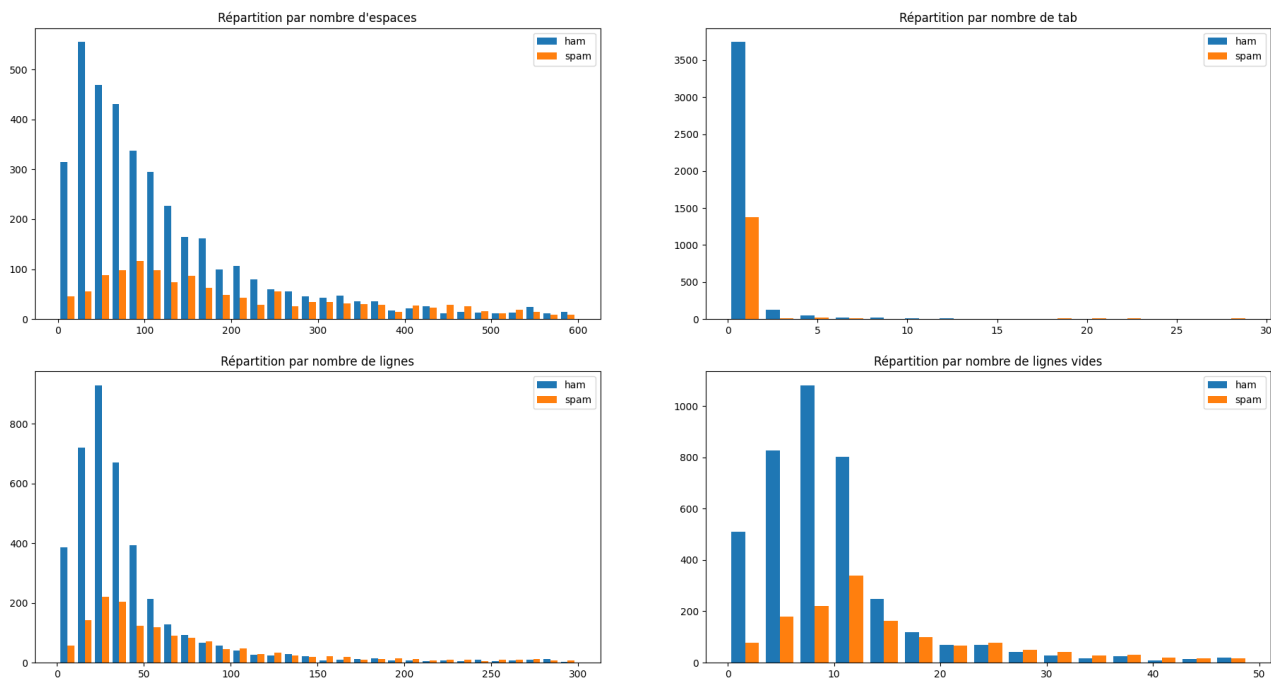 Répartition par nombre d'espaces
ham
spam
500
400
300
200
100
0
0 100 200 300 400 500 600
Répartition par nombre de tab
ham
spam
3500
3000
2500
2000
1500
1000
500
0
0 5 10 15 20 25 30
Répartition par nombre de lignes
ham
spam
800
600
400
200
0
0 50 100 150 200 250 300
Répartition par nombre de lignes vides
ham
spam
1000
800
600
400
200
0
0 10 20 30 40 50